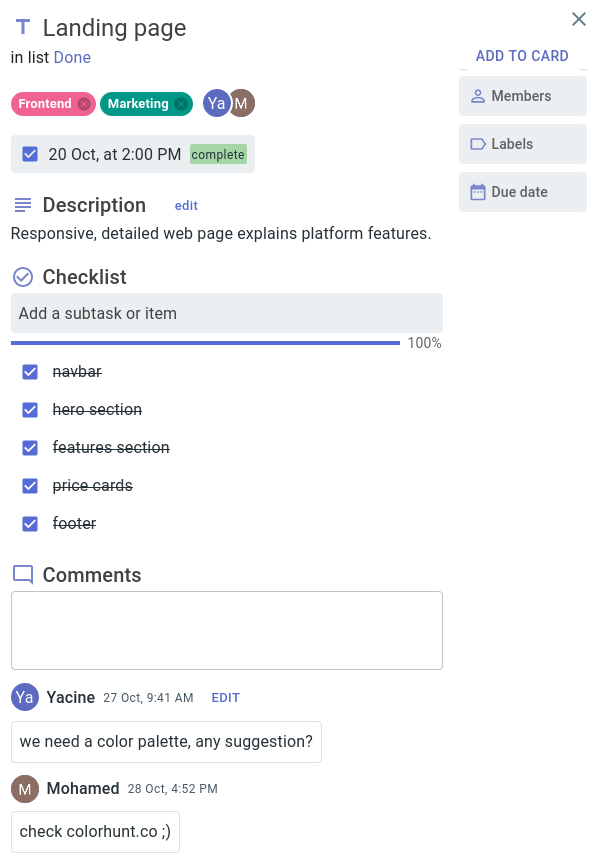 Landing page
in list Done
ADD TO CARD
Frontend Marketing Ya M
Members
Labels
Due date
20 Oct, at 2:00 PM complete
Description edit
Responsive, detailed web page explains platform features.
Checklist
Add a subtask or item
100%
navbar
hero section
features section
price cards
footer
Comments
Ya Yacine 27 Oct, 9:41 AM EDIT
we need a color palette, any suggestion?
M Mohamed 28 Oct, 4:52 PM
check colorhunt.co ;)